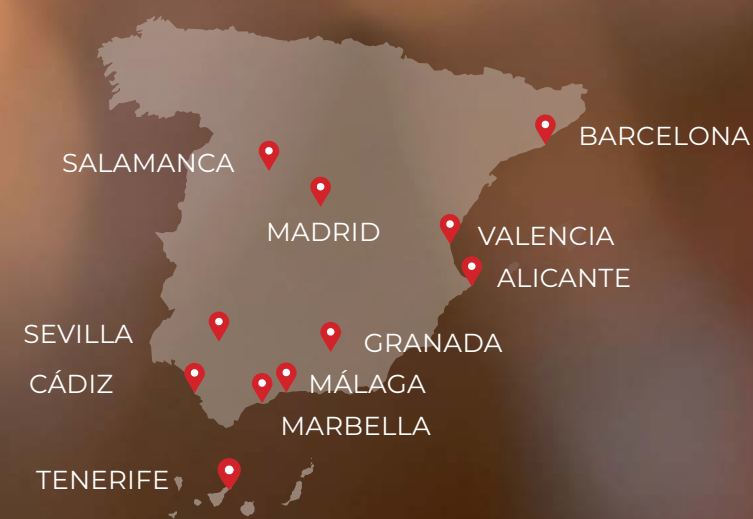 BARCELONA
SALAMANCA
MADRID
VALENCIA
ALICANTE
SEVILLA
GRANADA
CÁDIZ
MÁLAGA
MARBELLA
TENERIFE